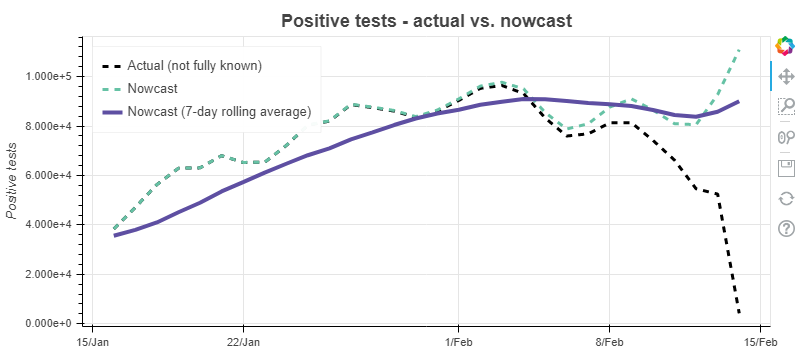 Positive tests - actual vs. nowcast
Actual (not fully known)
Nowcast
Nowcast (7-day rolling average)
Positive tests
1.000e+5
8.000e+4
6.000e+4
4.000e+4
2.000e+4
0.000e+0
15/Jan 22/Jan 1/Feb 8/Feb 15/Feb